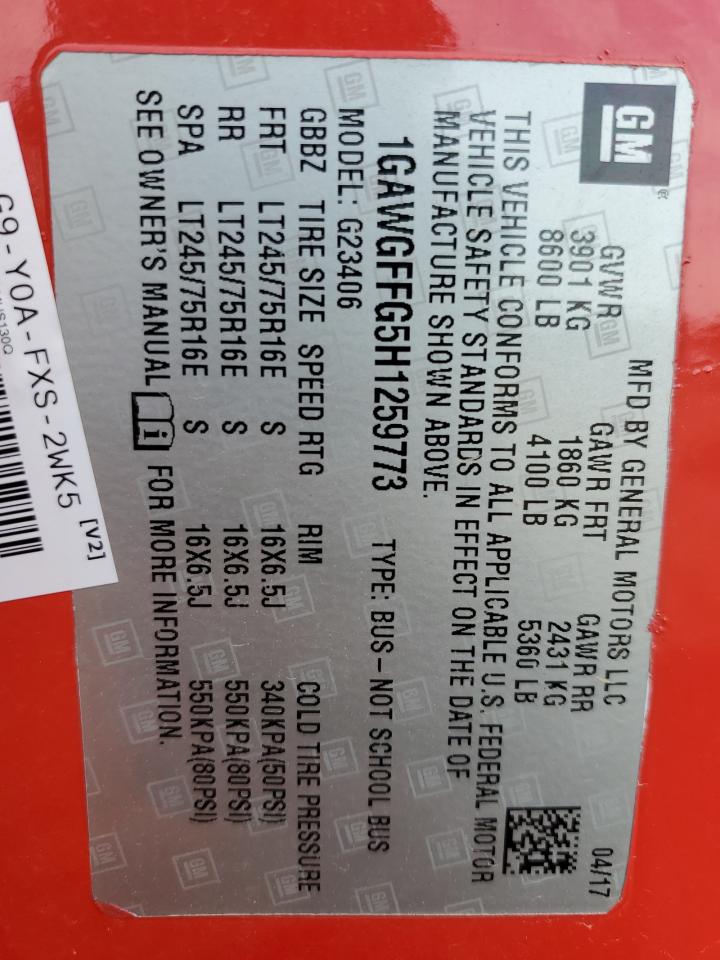 GM®
MFD BY GENERAL MOTORS LLC 04/17
GVWR GAWR FRT GAWR RR
3901 KG 1860 KG 2431 KG
8600 LB 4100 LB 5360 LB
THIS VEHICLE CONFORMS TO ALL APPLICABLE U.S. FEDERAL MOTOR
VEHICLE SAFETY STANDARDS IN EFFECT ON THE DATE OF
MANUFACTURE SHOWN ABOVE.
1GAWGFFG5H1259773 TYPE: BUS-NOT SCHOOL BUS
MODEL: G23406
GBBZ TIRE SIZE SPEED RTG RIM COLD TIRE PRESSURE
FRT LT245/75R16E S 16X6.5J 340KPA(50PSI)
RR LT245/75R16E S 16X6.5J 550KPA(80PSI)
SPA LT245/75R16E S 16X6.5J 550KPA(80PSI)
SEE OWNER'S MANUAL i FOR MORE INFORMATION.
G9-Y0A-FXS-2WK5 [V2]